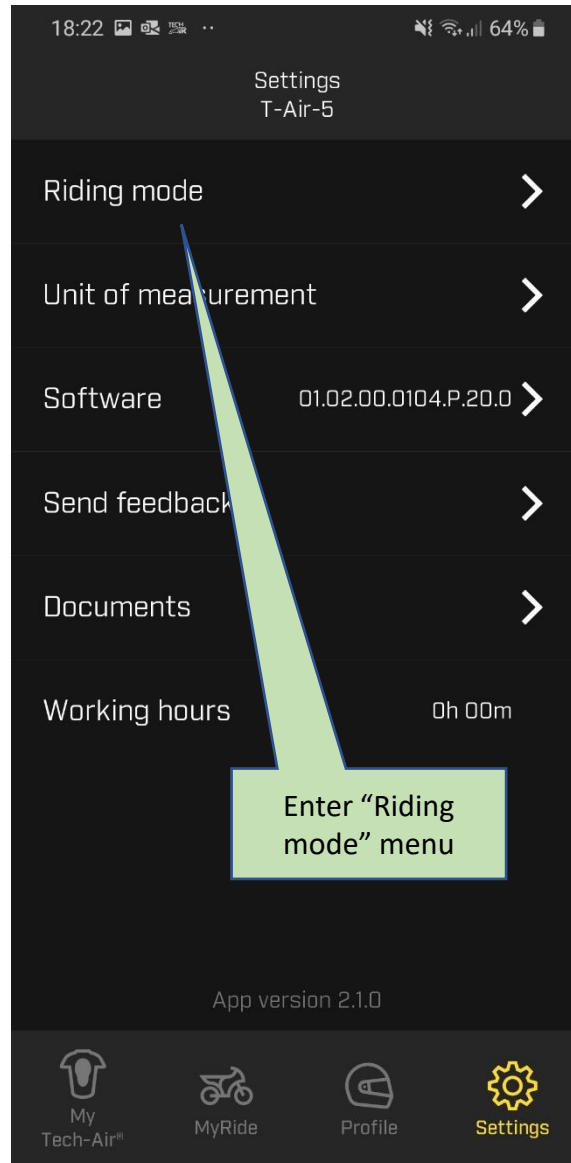 18:22 TECH AIR 64%
Settings
T-Air-5
Riding mode
Unit of measurement
Software 01.02.00.0104.P.20.0
Send feedback
Documents
Working hours 0h 00m
Enter “Riding
mode” menu
App version 2.1.0
My
Tech-Air®
MyRide
Profile
Settings